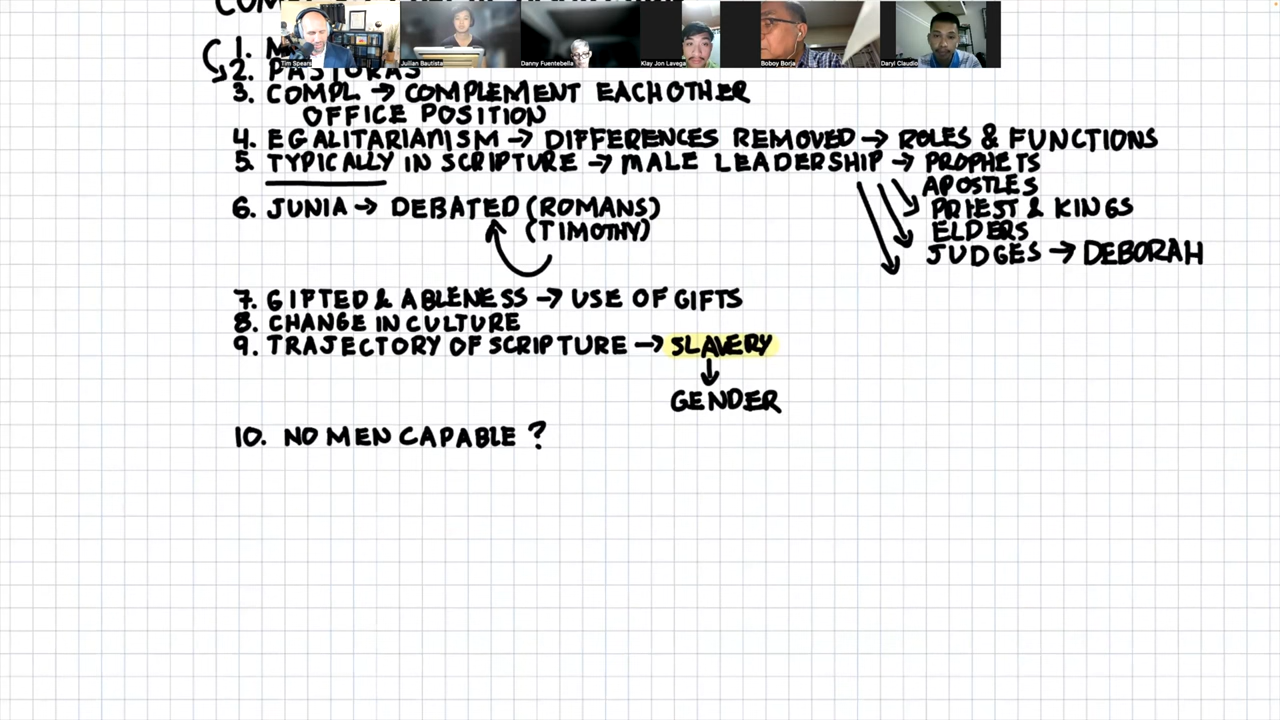 Tim Spears
Julian Bautista
Danny Fuentebella
Klay Jon Lavega
Boboy Borja
Daryl Claudio
1.
2. PASTORAS
3. COMPL. → COMPLEMENT EACHOTHER
OFFICE POSITION
4. EGALITARIANISM → DIFFERENCES REMOVED → ROLES & FUNCTIONS
5. TYPICALLY IN SCRIPTURE → MALE LEADERSHIP → PROPHETS
APOSTLES
PRIEST & KINGS
ELDERS
JUDGES → DEBORAH
6. JUNIA → DEBATED (ROMANS)
(TIMOTHY)
7. GIFTED & ABLENESS → USE OF GIFTS
8. CHANGE IN CULTURE
9. TRAJECTORY OF SCRIPTURE → SLAVERY
GENDER
10. NO MEN CAPABLE ?